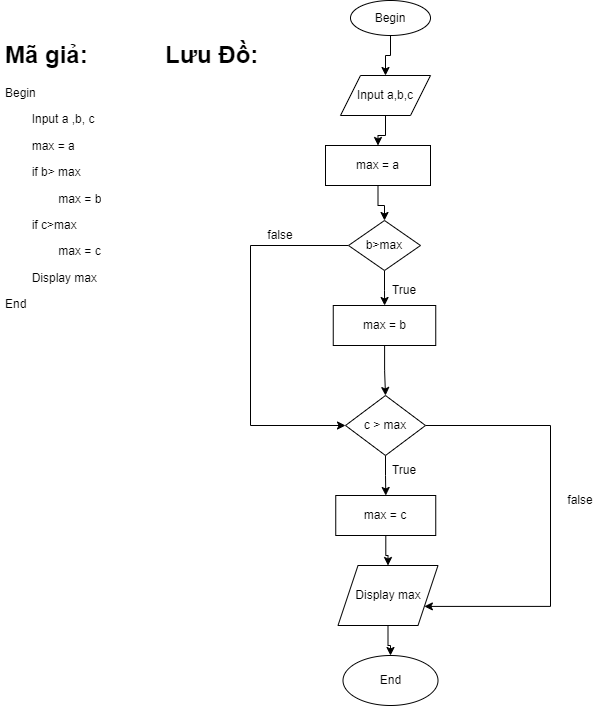 Mã giả:
Begin
Input a ,b, c
max = a
if b> max
max = b
if c>max
max = c
Display max
End
Lưu Đồ:
Begin
Input a,b,c
max = a
b>max
false
True
max = b
c > max
True
false
max = c
Display max
End